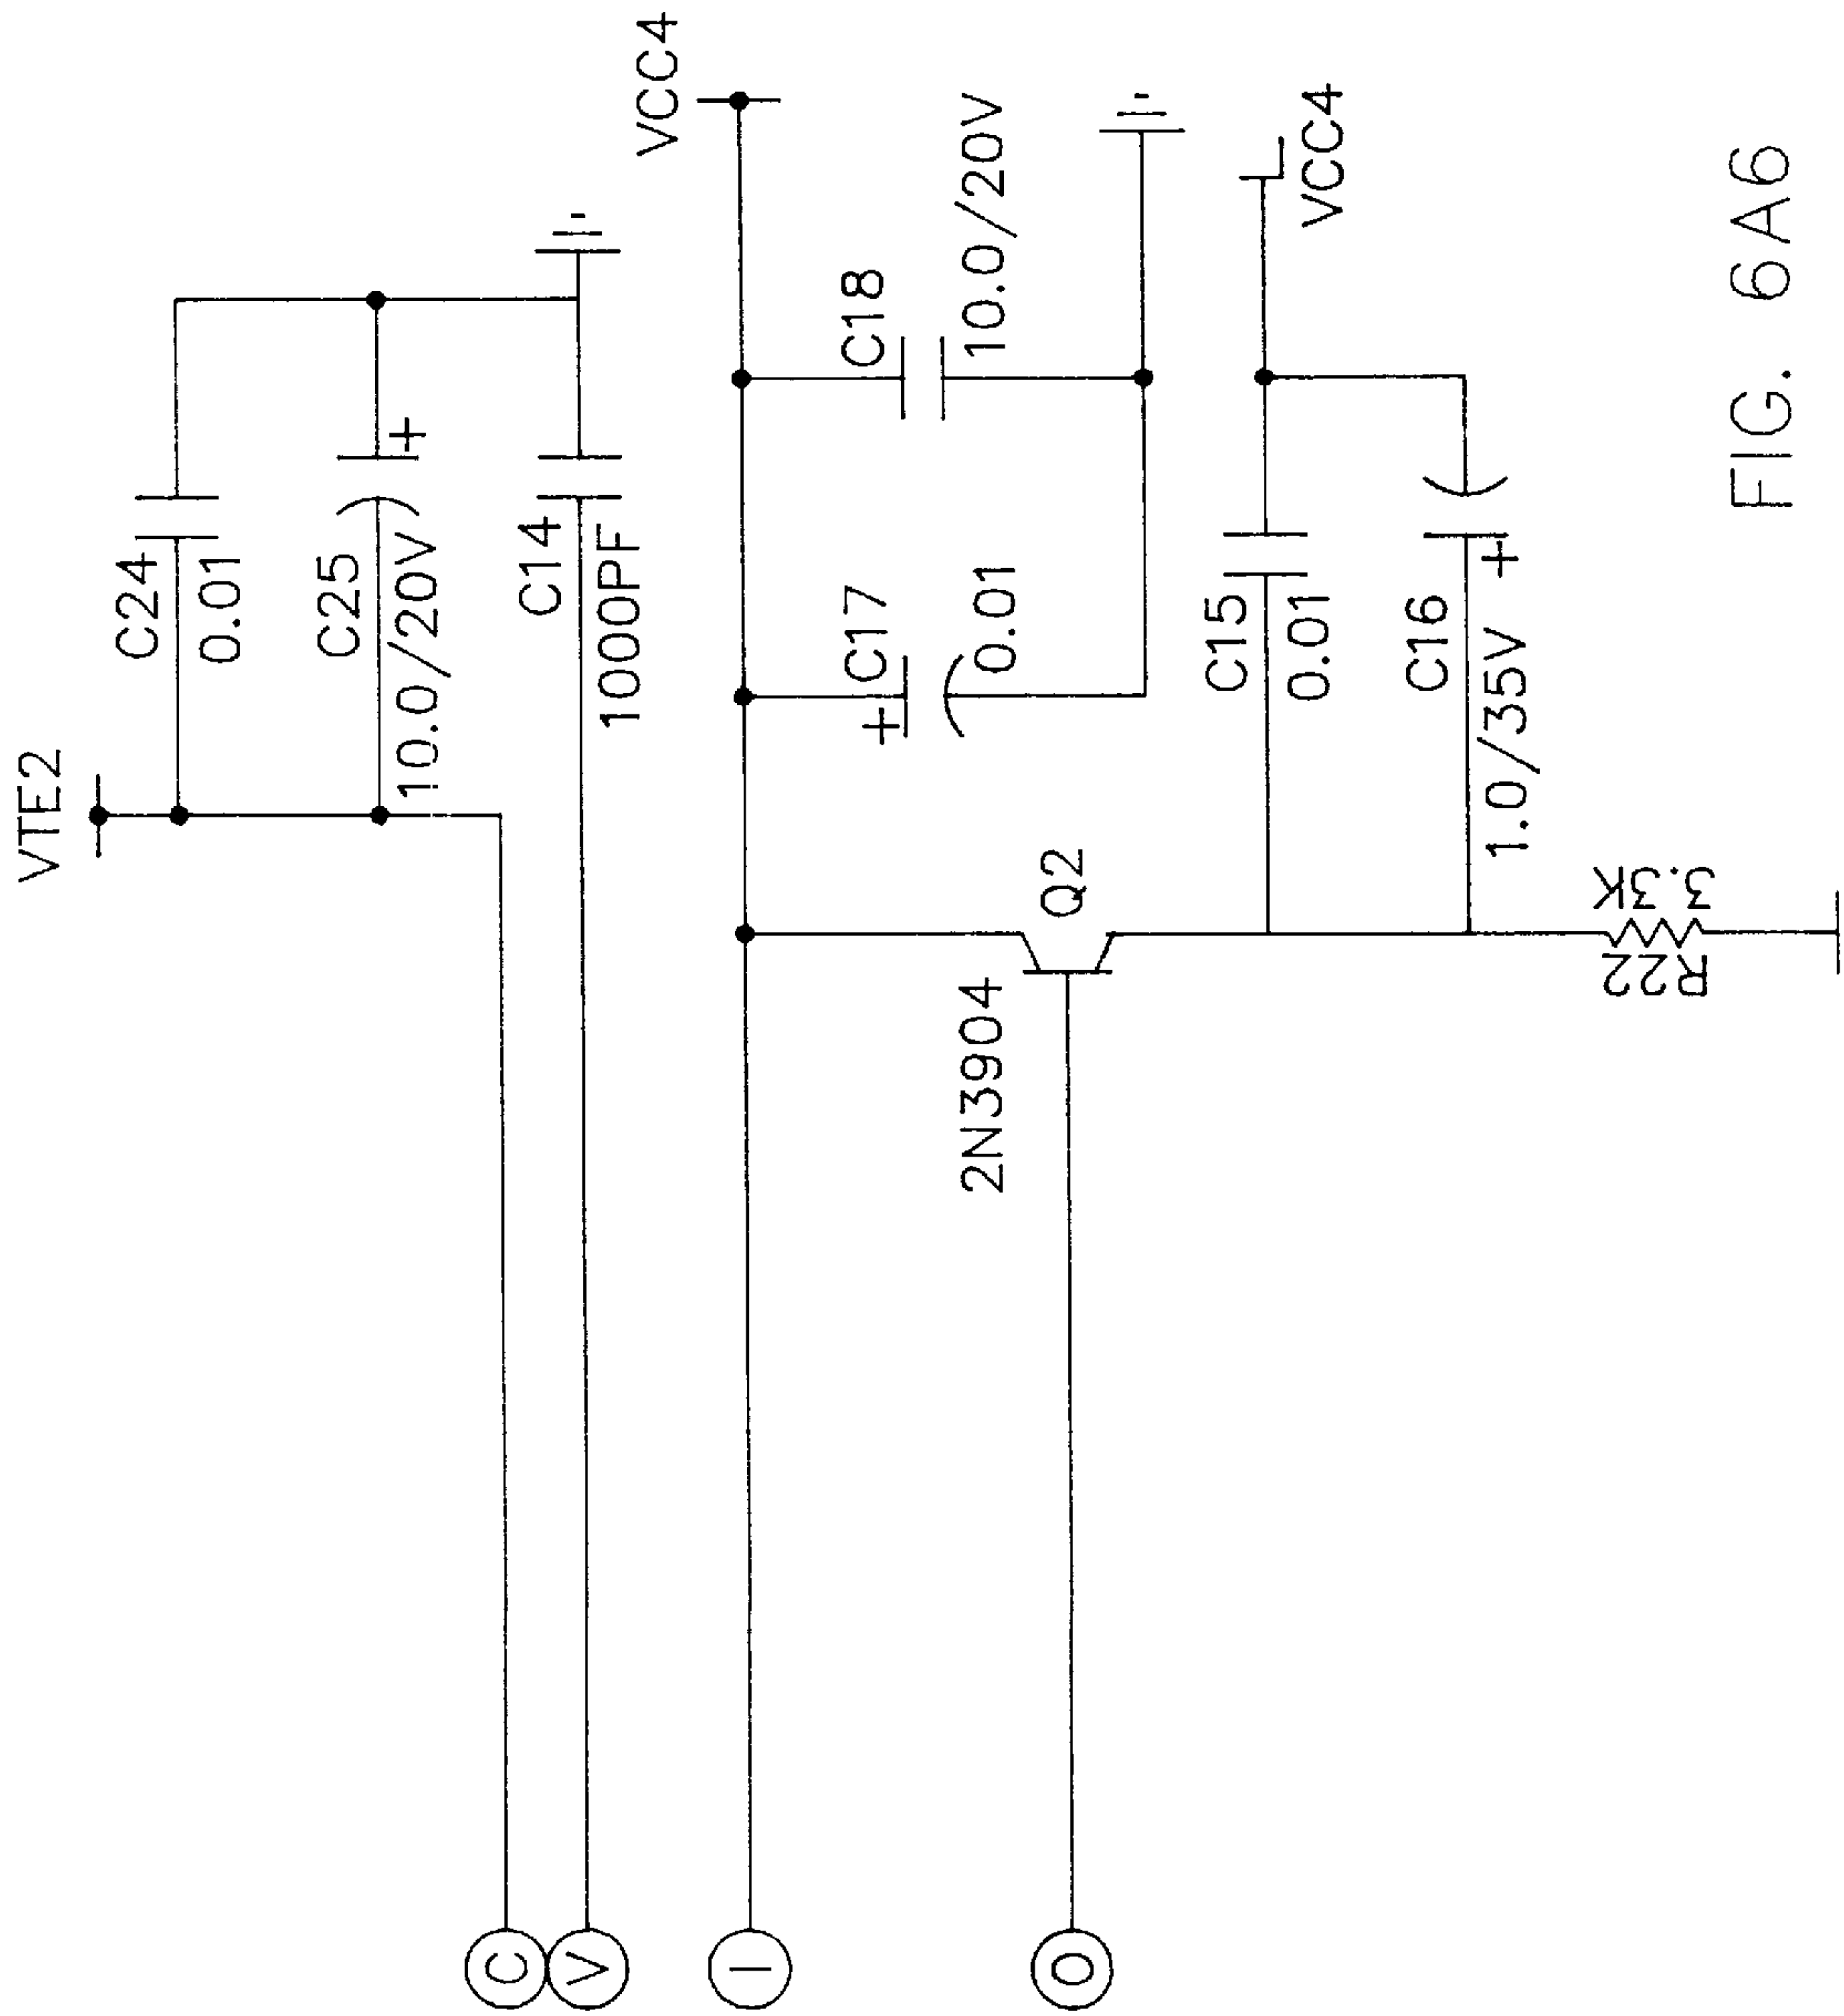 VTE2
C24
0.01
C25
10.0/20V
C14
1000PF
VCC4
C17
0.01
C18
10.0/20V
2N3904
Q2
C15
0.01
VCC4
C16
1.0/35V
R22
3.3K
C
V
I
O
+
+
+
FIG. 6A6